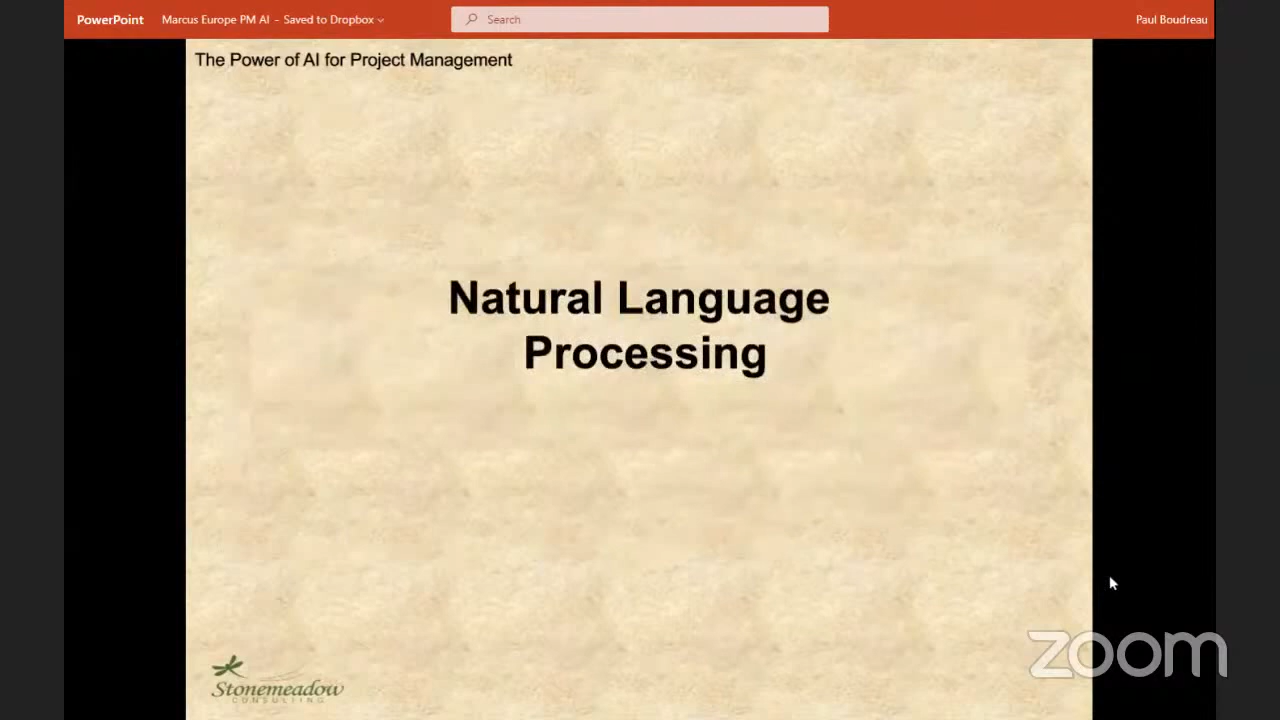 PowerPoint Marcus Europe PM AI - Saved to Dropbox Search Paul Boudreau
The Power of AI for Project Management
Natural Language
Processing
zoom
Stonemeadow
CONSULTING